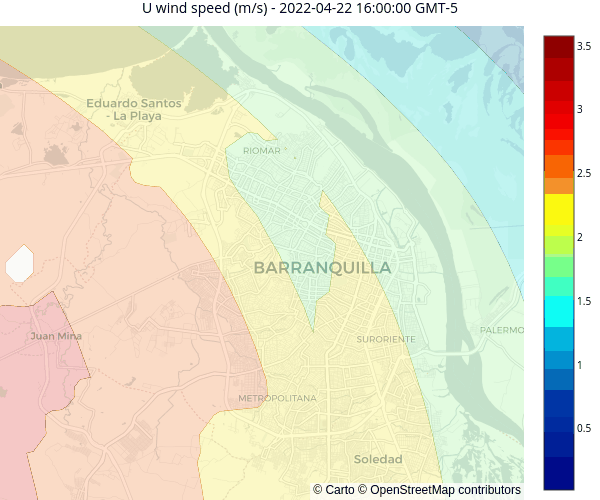 U wind speed (m/s) - 2022-04-22 16:00:00 GMT-5
3.5
Eduardo Santos
- La Playa
3
RIOMAR
2.5
2
BARRANQUILLA
1.5
Juan Mina
PALERMO
SURORIENTE
1
METROPOLITANA
0.5
Soledad
© Carto © OpenStreetMap contributors